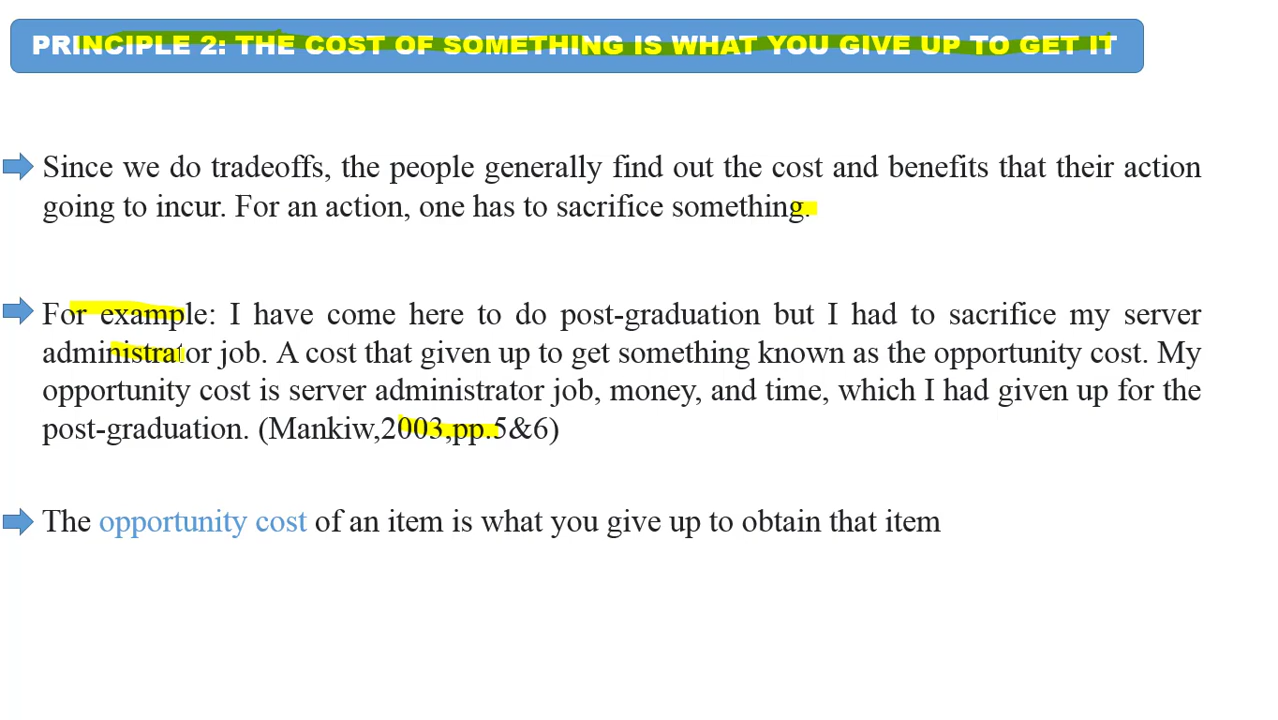 PRINCIPLE 2: THE COST OF SOMETHING IS WHAT YOU GIVE UP TO GET IT
Since we do tradeoffs, the people generally find out the cost and benefits that their action
going to incur. For an action, one has to sacrifice something.
For example: I have come here to do post-graduation but I had to sacrifice my server
administrator job. A cost that given up to get something known as the opportunity cost. My
opportunity cost is server administrator job, money, and time, which I had given up for the
post-graduation. (Mankiw,2003,pp.5&6)
The opportunity cost of an item is what you give up to obtain that item